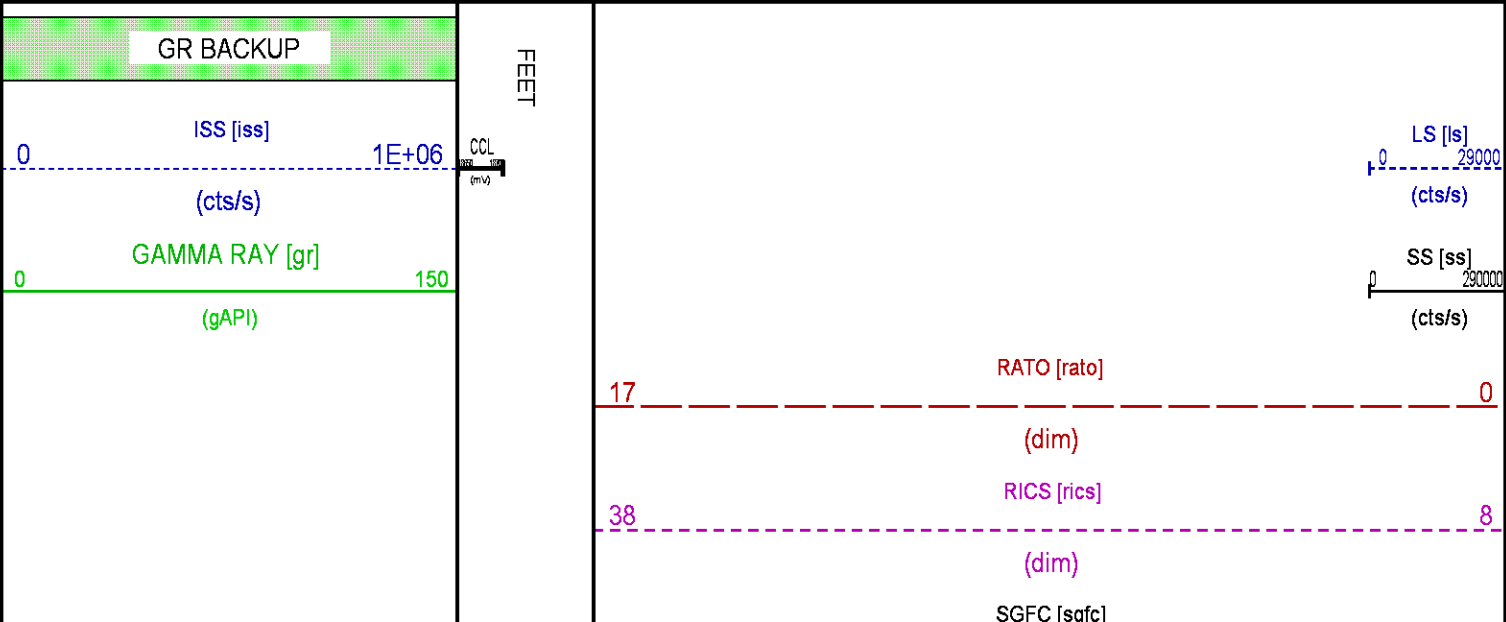 GR BACKUP
ISS [iss]
0 1E+06
(cts/s)
GAMMA RAY [gr]
0 150
(gAPI)
FEET
CCL
(mV)
LS [ls]
0 29000
(cts/s)
SS [ss]
0 290000
(cts/s)
RATO [rato]
17 0
(dim)
RICS [rics]
38 8
(dim)
SGFC [sgfc]